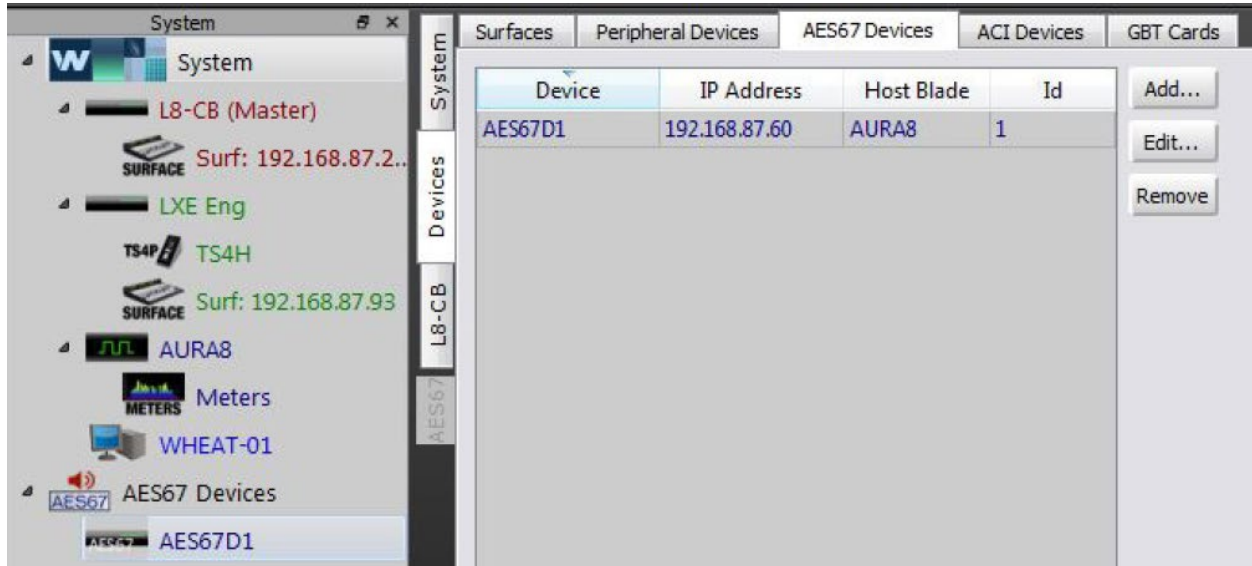 System
W System
L8-CB (Master)
SURFACE Surf: 192.168.87.2..
LXE Eng
TS4P TS4H
SURFACE Surf: 192.168.87.93
AURA8
METERS Meters
WHEAT-01
AES67 AES67 Devices
AES67 AES67D1
System
Devices
L8-CB
AES67
Surfaces Peripheral Devices AES67 Devices ACI Devices GBT Cards
Device IP Address Host Blade Id
AES67D1 192.168.87.60 AURA8 1
Add...
Edit...
Remove